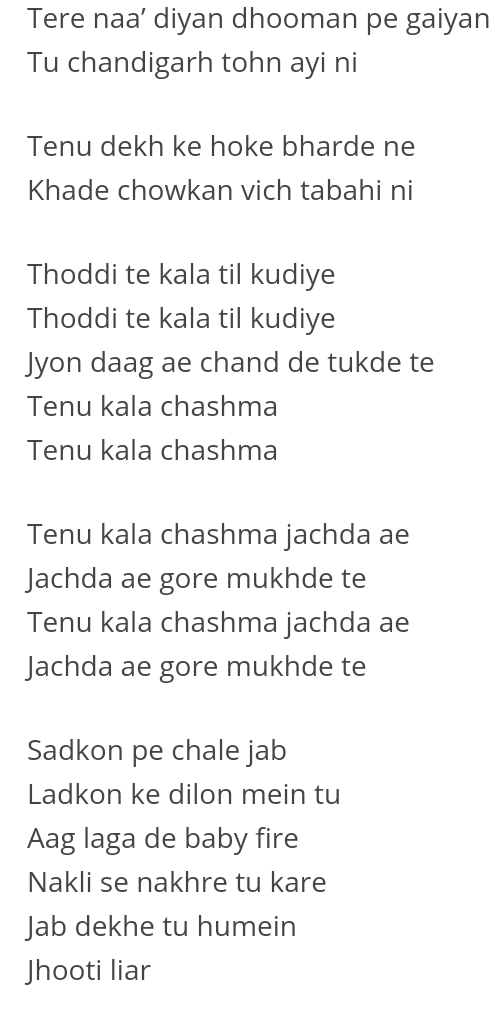 Tere naa’ diyan dhooman pe gaiyan
Tu chandigarh tohn ayi ni
Tenu dekh ke hoke bharde ne
Khade chowkan vich tabahi ni
Thoddi te kala til kudiye
Thoddi te kala til kudiye
Jyon daag ae chand de tukde te
Tenu kala chashma
Tenu kala chashma
Tenu kala chashma jachda ae
Jachda ae gore mukhde te
Tenu kala chashma jachda ae
Jachda ae gore mukhde te
Sadkon pe chale jab
Ladkon ke dilon mein tu
Aag laga de baby fire
Nakli se nakhre tu kare
Jab dekhe tu humein
Jhooti liar